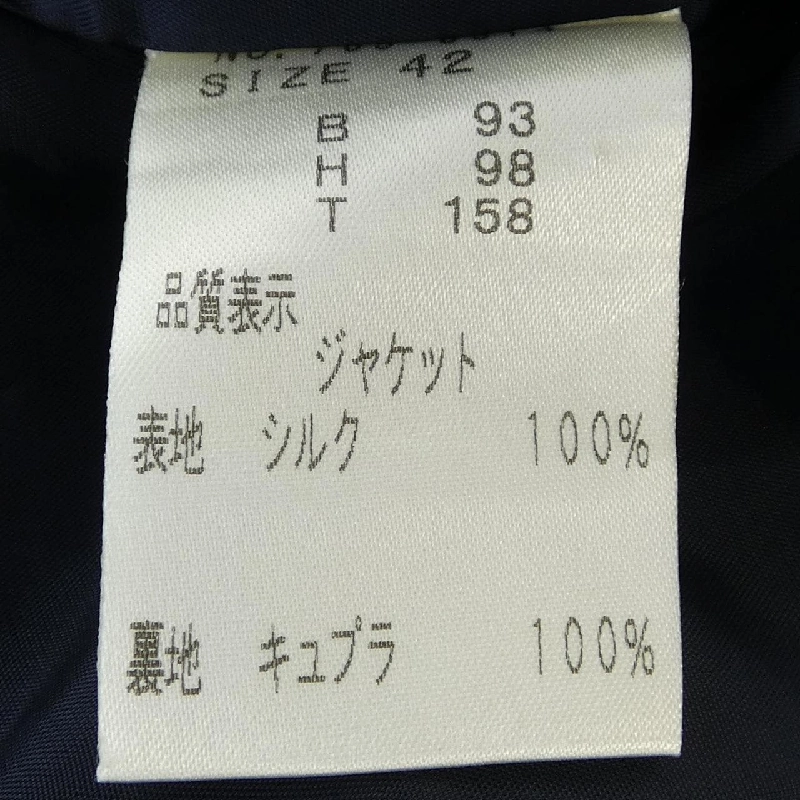 NO.
SIZE 42
B 93
H 98
T 158
品質表示
ジャケット
表地 シルク 100%
裏地 キュプラ 100%